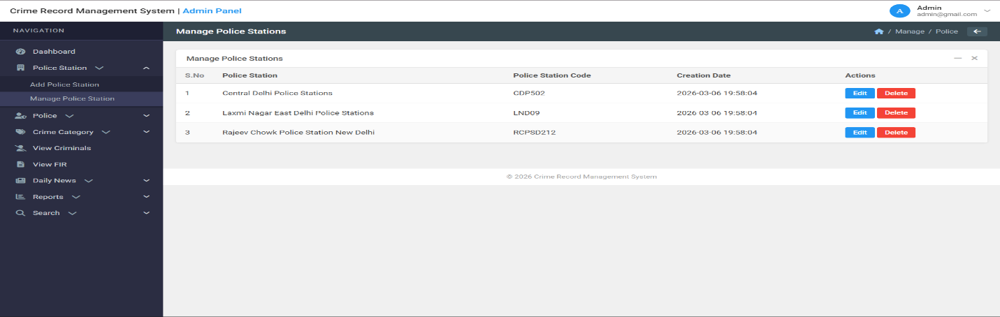 Crime Record Management System | Admin Panel
A
Admin
admin@gmail.com
NAVIGATION
Dashboard
Police Station
Add Police Station
Manage Police Station
Police
Crime Category
View Criminals
View FIR
Daily News
Reports
Search
Manage Police Stations
/ Manage / Police
Manage Police Stations
S.No Police Station Police Station Code Creation Date Actions
1 Central Delhi Police Stations CDP502 2026-03-06 19:58:04 Edit Delete
2 Laxmi Nagar East Delhi Police Stations LND09 2026-03-06 19:58:04 Edit Delete
3 Rajeev Chowk Police Station New Delhi RCPSD212 2026-03-06 19:58:04 Edit Delete
© 2026 Crime Record Management System